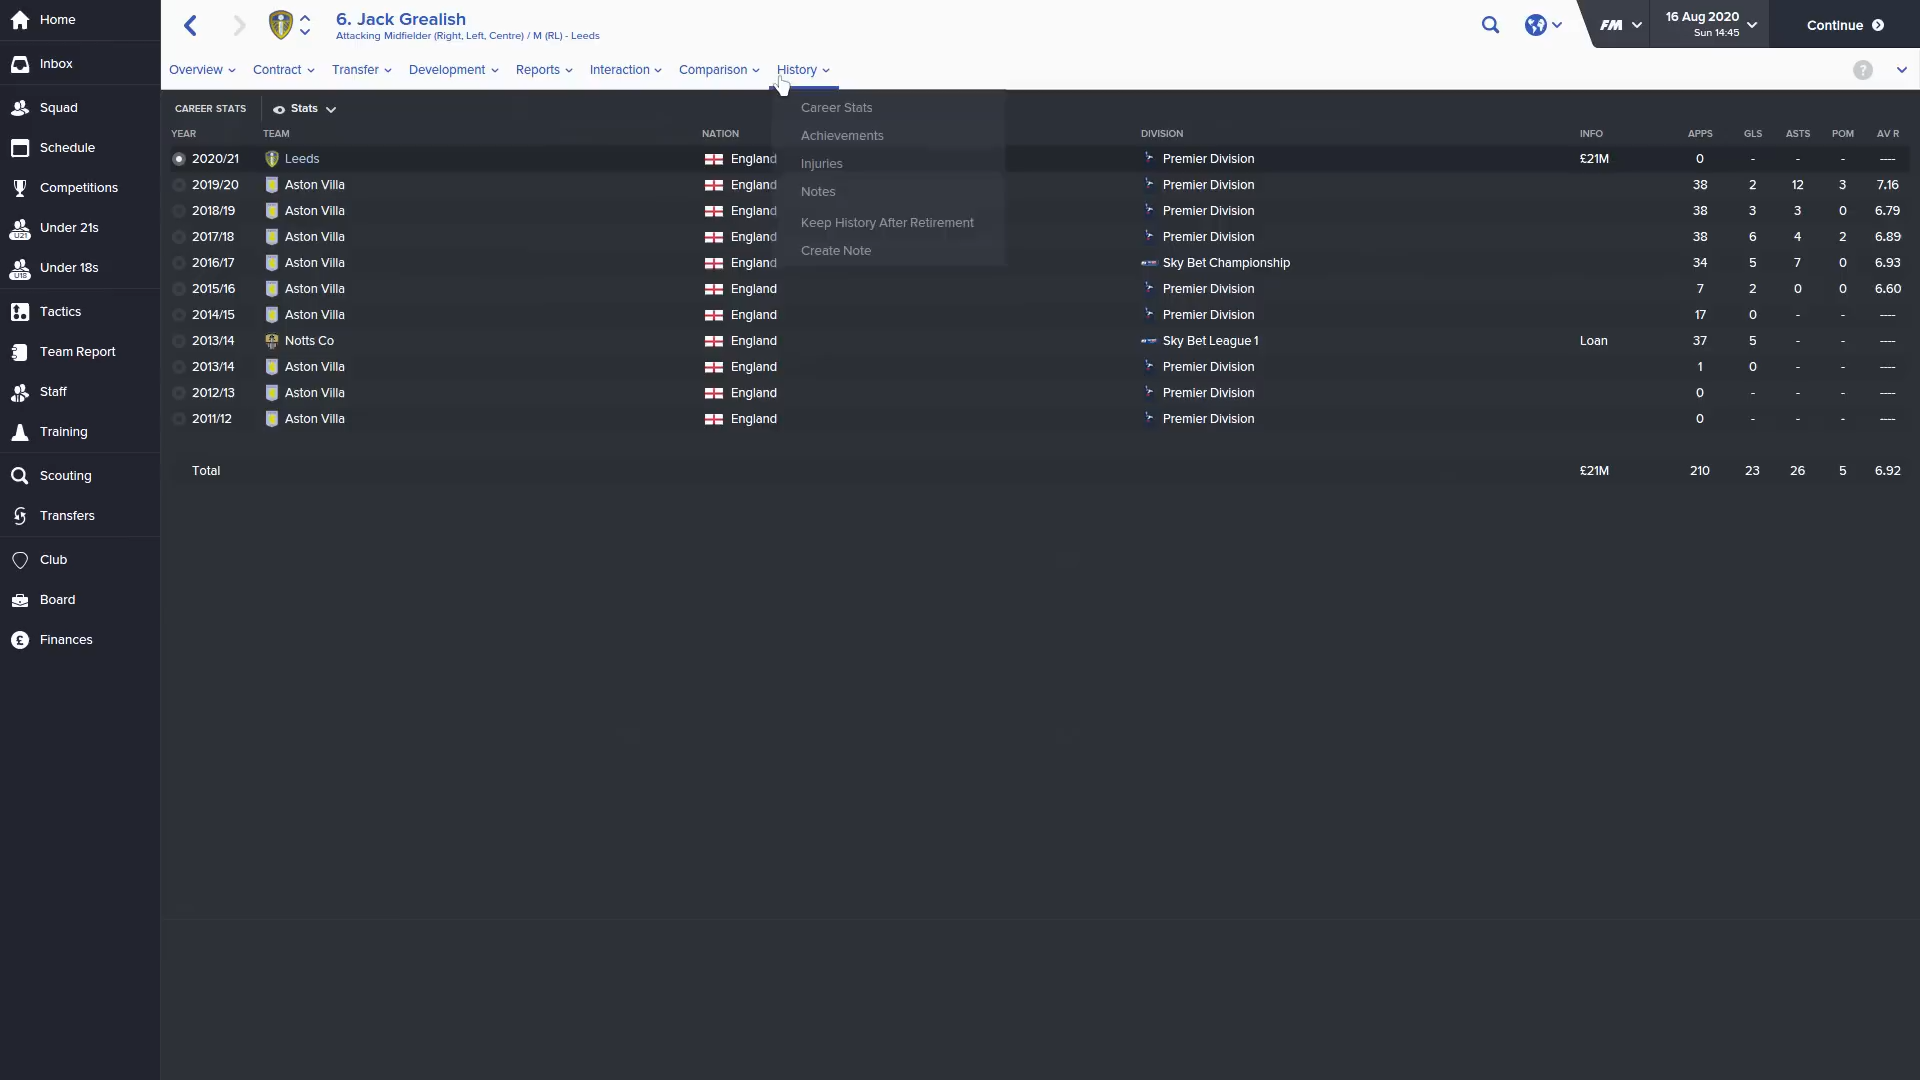 Home
Inbox
Squad
Schedule
Competitions
U21 Under 21s
U18 Under 18s
Tactics
Team Report
Staff
Training
Scouting
Transfers
Club
Board
£ Finances
6. Jack Grealish
Attacking Midfielder (Right, Left, Centre) / M (RL) - Leeds
FM
16 Aug 2020
Sun 14:45
Continue
Overview Contract Transfer Development Reports Interaction Comparison History ?
CAREER STATS Stats
Career Stats
Achievements
Injuries
Notes
Keep History After Retirement
Create Note
YEAR TEAM NATION DIVISION INFO APPS GLS ASTS POM AV R
2020/21 Leeds England Premier Division £21M 0 - - - ----
2019/20 Aston Villa England Premier Division 38 2 12 3 7.16
2018/19 Aston Villa England Premier Division 38 3 3 0 6.79
2017/18 Aston Villa England Premier Division 38 6 4 2 6.89
2016/17 Aston Villa England Sky Bet Championship 34 5 7 0 6.93
2015/16 Aston Villa England Premier Division 7 2 0 0 6.60
2014/15 Aston Villa England Premier Division 17 0 - - ----
2013/14 Notts Co England Sky Bet League 1 Loan 37 5 - - ----
2013/14 Aston Villa England Premier Division 1 0 - - ----
2012/13 Aston Villa England Premier Division 0 - - - ----
2011/12 Aston Villa England Premier Division 0 - - - ----
Total £21M 210 23 26 5 6.92